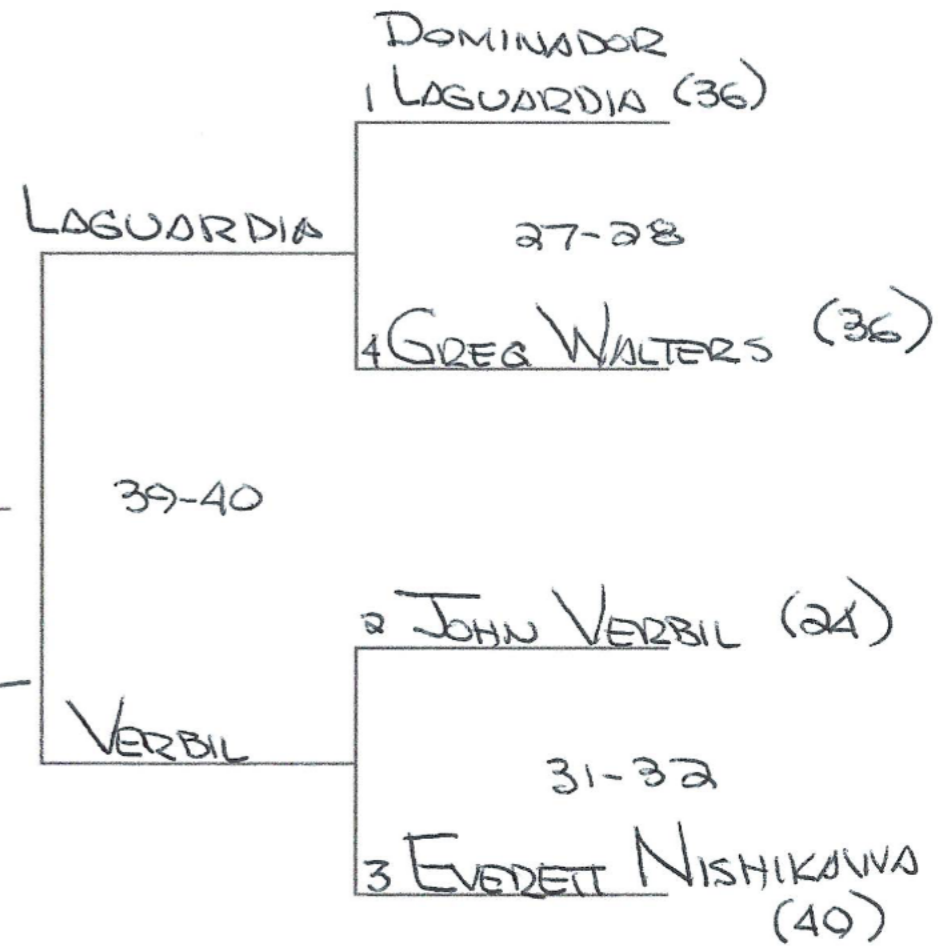 DOMINADOR
1 LAGUARDIA (36)
LAGUARDIA
27-28
4 GREG WALTERS (36)
39-40
2 JOHN VERBIL (24)
VERBIL
31-32
3 EVERETT NISHIKAWA
(40)